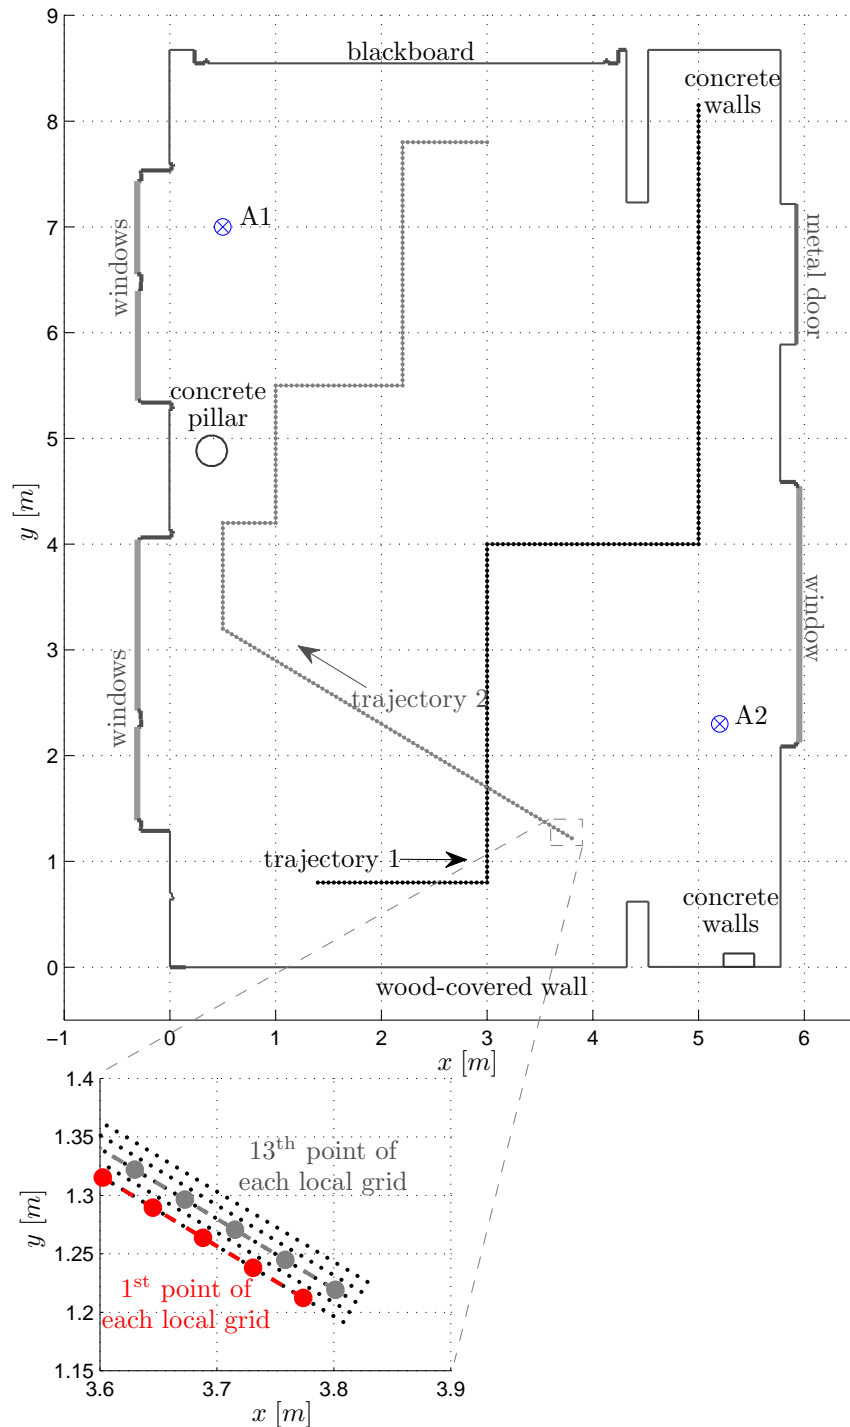 9
blackboard
concrete
walls
8
7
A1
windows
metal door
6
concrete
pillar
5
y [m]
4
window
3
trajectory 2
windows
A2
2
trajectory 1
1
concrete
walls
0
wood-covered wall
−1 0 1 2 3 4 5 6
x [m]
1.4
1.35
13th point of
each local grid
1.3
y [m]
1.25
1st point of
each local grid
1.2
1.15
3.6 3.7 3.8 3.9
x [m]